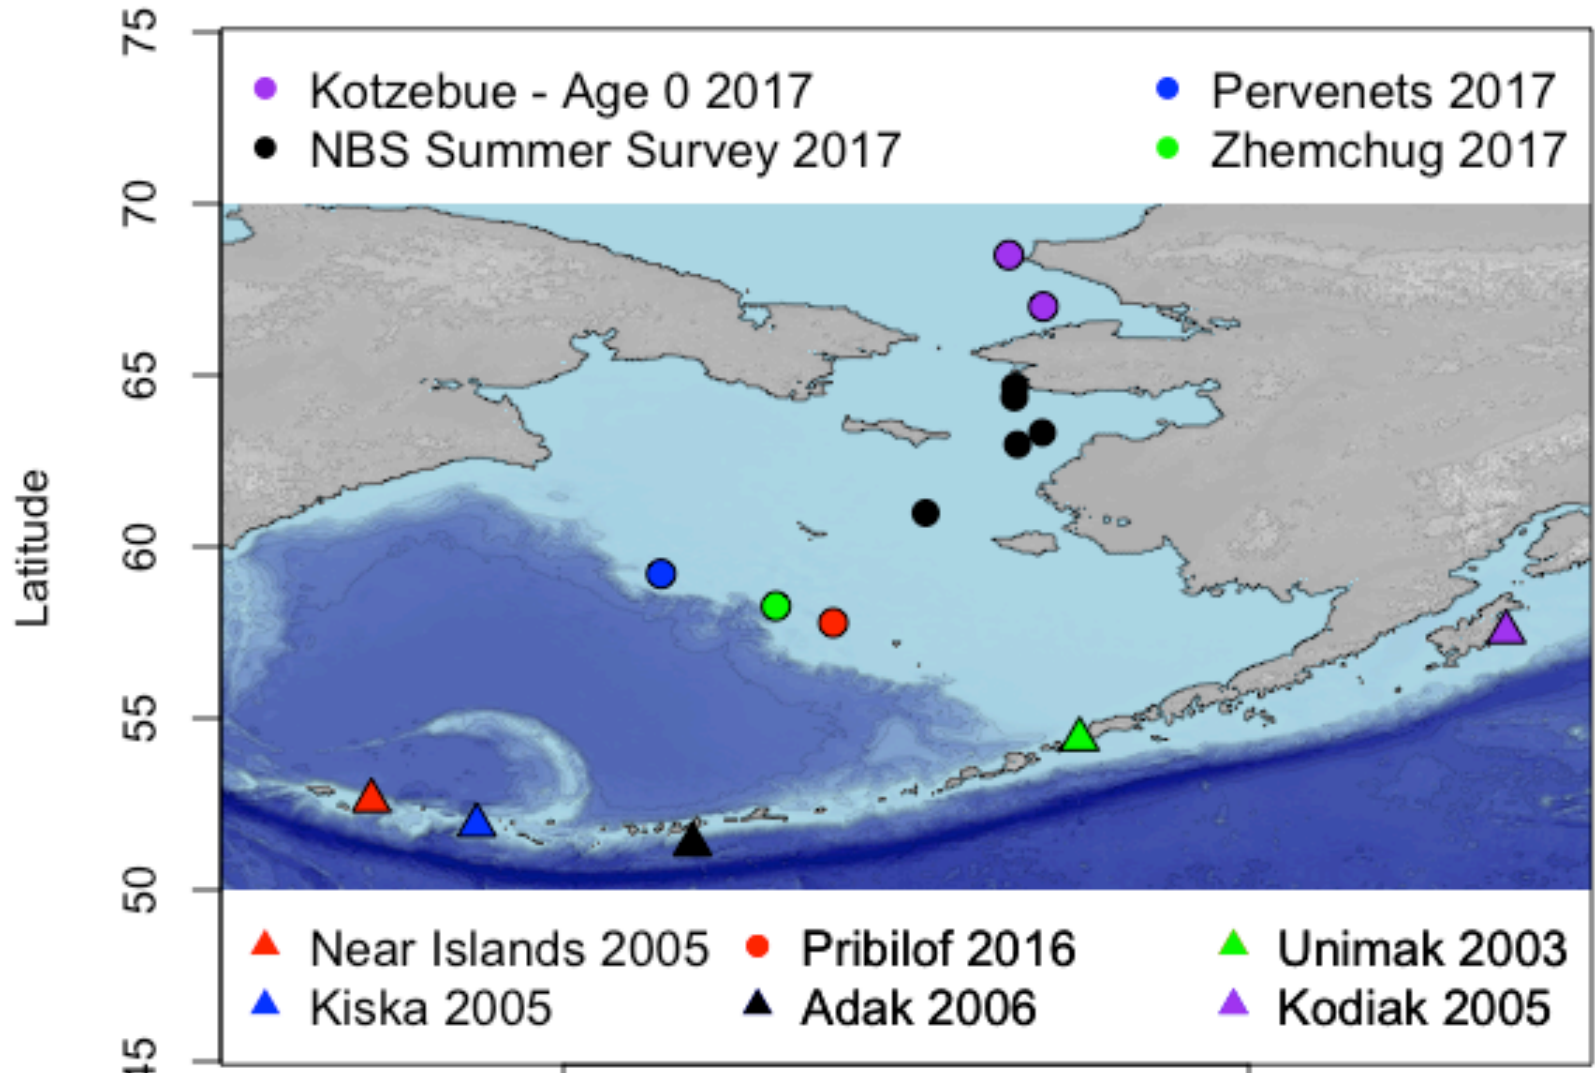 75
Kotzebue - Age 0 2017 Pervenets 2017
NBS Summer Survey 2017 Zhemchug 2017
70
65
Latitude
60
55
50
Near Islands 2005 Pribilof 2016 Unimak 2003
Kiska 2005 Adak 2006 Kodiak 2005
45